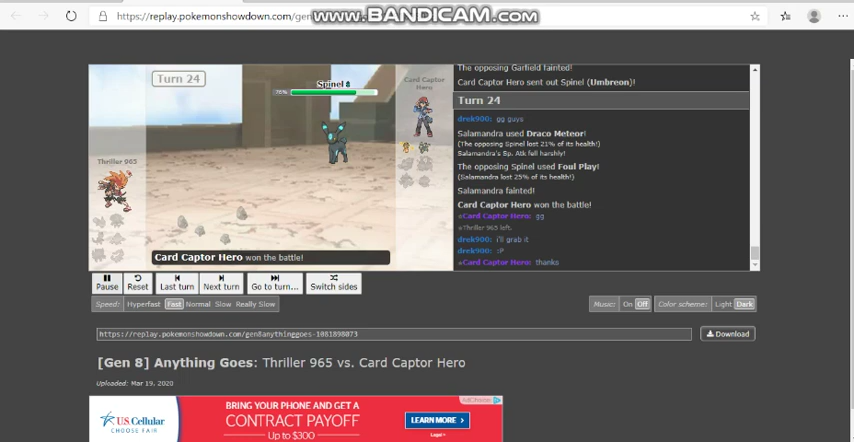 https://replay.pokemonshowdown.com/gen
www.BANDICAM.com
Turn 24
Spinel
76%
Card Captor
Hero
Thriller 965
Card Captor Hero won the battle!
The opposing Garfield fainted!
Card Captor Hero sent out Spinel (Umbreon)!
Turn 24
drek900: gg guys
Salamandra used Draco Meteor!
(The opposing Spinel lost 21% of its health!)
Salamandra's Sp. Atk fell harshly!
The opposing Spinel used Foul Play!
(Salamandra lost 25% of its health!)
Salamandra fainted!
Card Captor Hero won the battle!
Card Captor Hero: gg
Thriller 965 left.
drek900: i'll grab it
drek900: :P
Card Captor Hero: thanks
Pause
Reset
Last turn
Next turn
Go to turn...
Switch sides
Speed: Hyperfast Fast Normal Slow Really Slow
Music: On Off
Color scheme: Light Dark
https://replay.pokemonshowdown.com/gen8anythinggoes-1081898073
Download
[Gen 8] Anything Goes: Thriller 965 vs. Card Captor Hero
Uploaded: Mar 19, 2020
AdChoices
US Cellular
CHOOSE FAIR
BRING YOUR PHONE AND GET A
CONTRACT PAYOFF
Up to $300
LEARN MORE
Legal